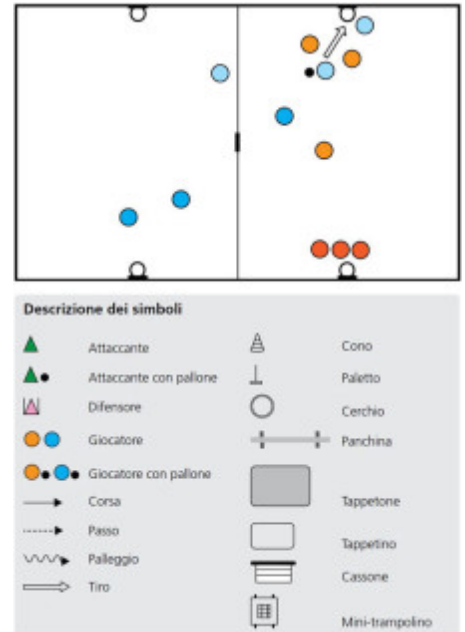 Descrizione dei simboli
Attaccante
Attaccante con pallone
Difensore
Giocatore
Giocatore con pallone
Corsa
Passo
Palleggio
Tiro
Cono
Paletto
Cerchio
Panchina
Tappetone
Tappetino
Cassone
Mini-trampolino